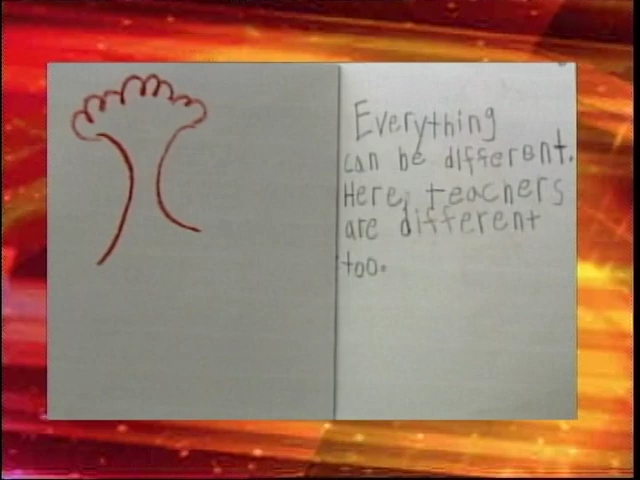 Everything
can be different.
Here, teachers
are different
too.